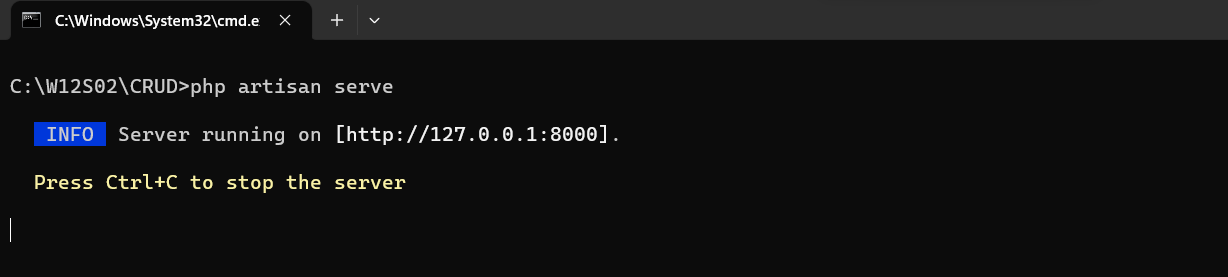 C:\Windows\System32\cmd.e
C:\W12S02\CRUD>php artisan serve
INFO Server running on [http://127.0.0.1:8000].
Press Ctrl+C to stop the server